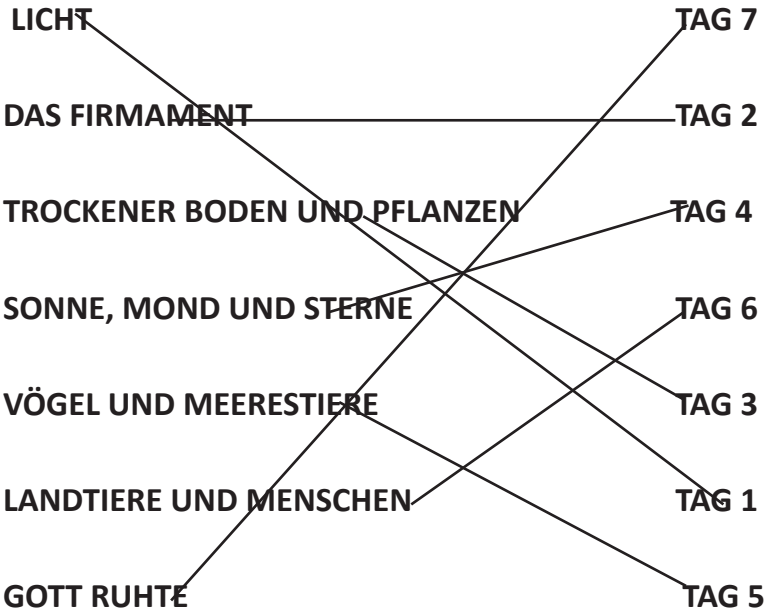 LICHT TAG 7
DAS FIRMAMENT TAG 2
TROCKENER BODEN UND PFLANZEN TAG 4
SONNE, MOND UND STERNE TAG 6
VÖGEL UND MEERESTIERE TAG 3
LANDTIERE UND MENSCHEN TAG 1
GOTT RUHTE TAG 5